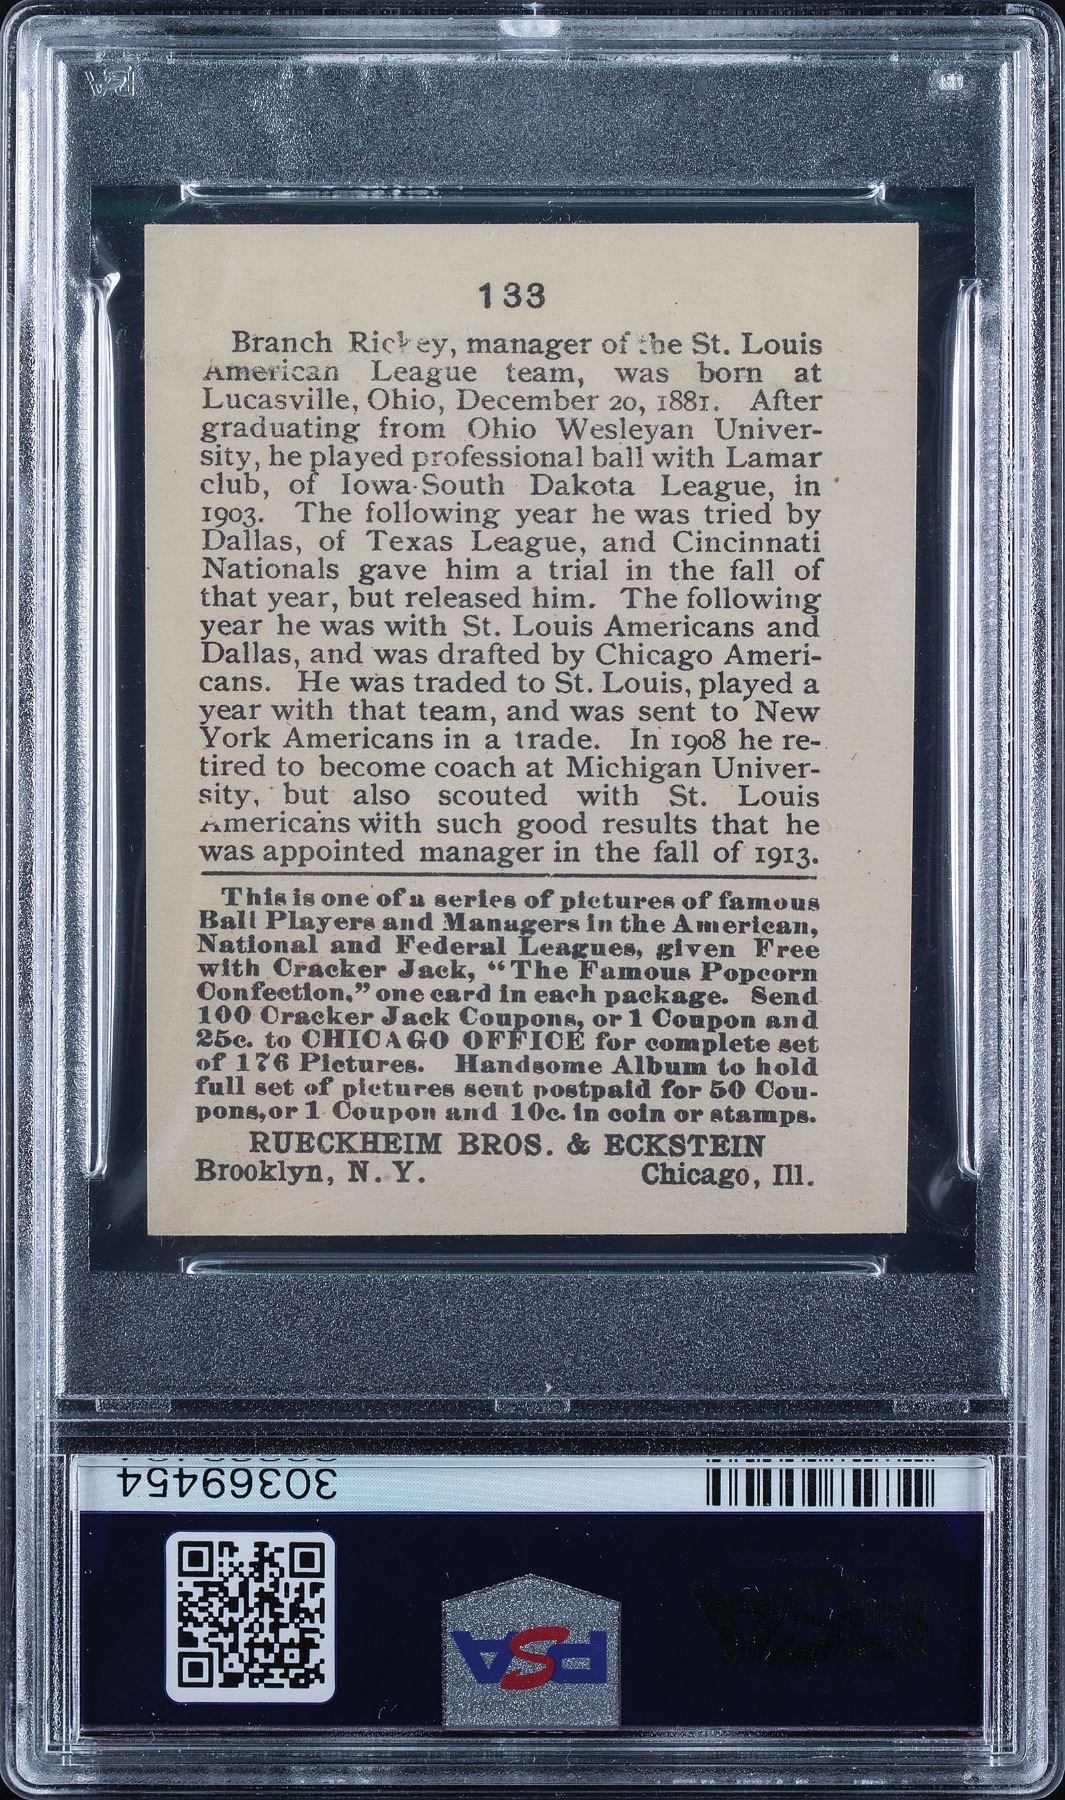 133
Branch Rickey, manager of the St. Louis
American League team, was born at
Lucasville, Ohio, December 20, 1881. After
graduating from Ohio Wesleyan Univer-
sity, he played professional ball with Lamar
club, of Iowa-South Dakota League, in
1903. The following year he was tried by
Dallas, of Texas League, and Cincinnati
Nationals gave him a trial in the fall of
that year, but released him. The following
year he was with St. Louis Americans and
Dallas, and was drafted by Chicago Ameri-
cans. He was traded to St. Louis, played a
year with that team, and was sent to New
York Americans in a trade. In 1908 he re-
tired to become coach at Michigan Univer-
sity, but also scouted with St. Louis
Americans with such good results that he
was appointed manager in the fall of 1913.
This is one of a series of pictures of famous
Ball Players and Managers in the American,
National and Federal Leagues, given Free
with Cracker Jack, “The Famous Popcorn
Confection,” one card in each package. Send
100 Cracker Jack Coupons, or 1 Coupon and
25c. to CHICAGO OFFICE for complete set
of 176 Pictures. Handsome Album to hold
full set of pictures sent postpaid for 50 Cou-
pons, or 1 Coupon and 10c. in coin or stamps.
RUECKHEIM BROS. & ECKSTEIN
Brooklyn, N. Y. Chicago, Ill.
30369454
PSA